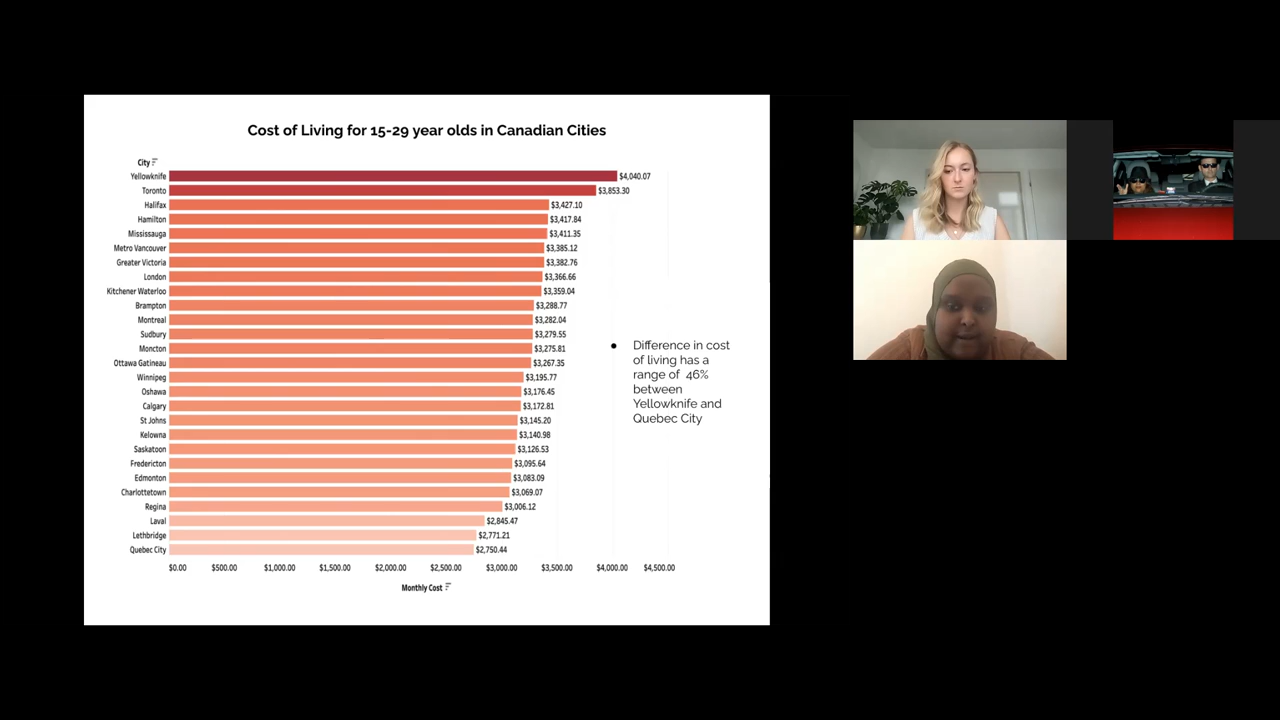 Cost of Living for 15-29 year olds in Canadian Cities
City
Yellowknife $4,040.07
Toronto $3,853.30
Halifax $3,427.10
Hamilton $3,417.84
Mississauga $3,411.35
Metro Vancouver $3,385.12
Greater Victoria $3,382.76
London $3,366.66
Kitchener Waterloo $3,359.04
Brampton $3,288.77
Montreal $3,282.04
Sudbury $3,279.55
Moncton $3,275.81
Ottawa Gatineau $3,267.35
Winnipeg $3,195.77
Oshawa $3,176.45
Calgary $3,172.81
St Johns $3,145.20
Kelowna $3,140.98
Saskatoon $3,126.53
Fredericton $3,095.64
Edmonton $3,083.09
Charlottetown $3,069.07
Regina $3,006.12
Laval $2,845.47
Lethbridge $2,771.21
Quebec City $2,750.44
$0.00 $500.00 $1,000.00 $1,500.00 $2,000.00 $2,500.00 $3,000.00 $3,500.00 $4,000.00 $4,500.00
Monthly Cost
● Difference in cost
of living has a
range of 46%
between
Yellowknife and
Quebec City